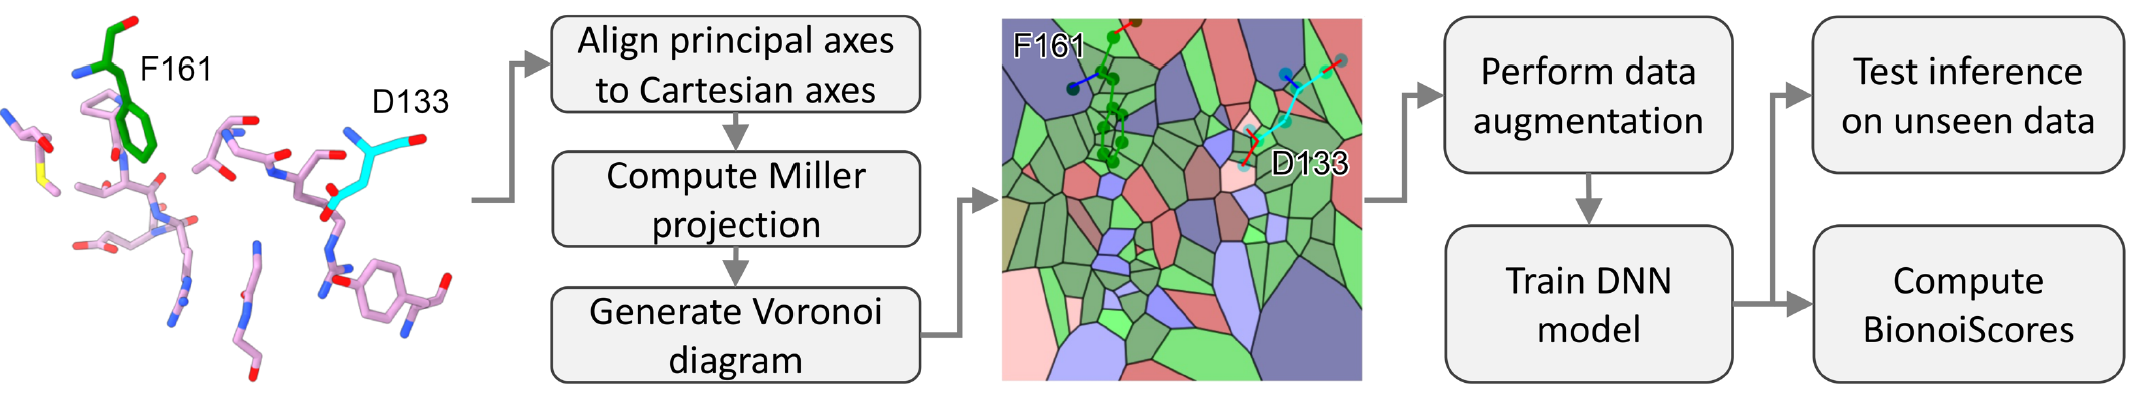 F161
D133
Align principal axes
to Cartesian axes
Compute Miller
projection
Generate Voronoi
diagram
F161
D133
Perform data
augmentation
Train DNN
model
Test inference
on unseen data
Compute
BionoiScores